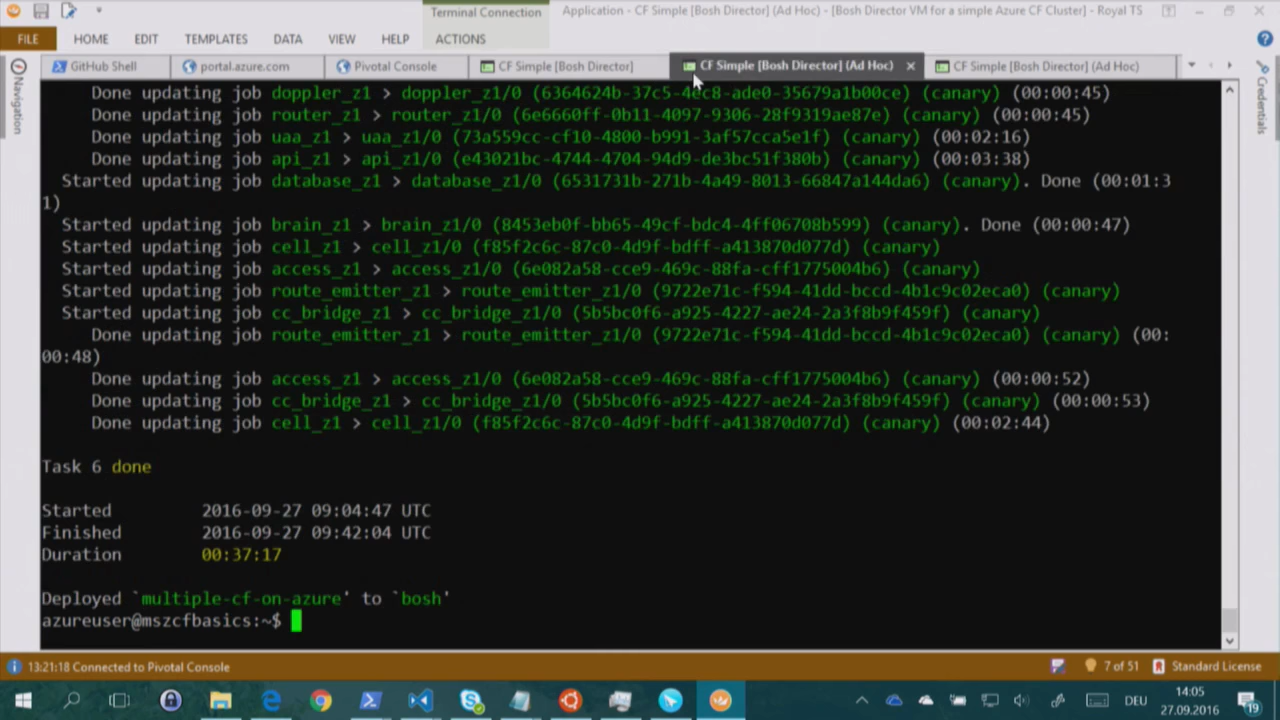 Terminal Connection
Application - CF Simple [Bosh Director] (Ad Hoc) - [Bosh Director VM for a simple Azure CF Cluster] - Royal TS
FILE HOME EDIT TEMPLATES DATA VIEW HELP ACTIONS
GitHub Shell portal.azure.com Pivotal Console CF Simple [Bosh Director] CF Simple [Bosh Director] (Ad Hoc) CF Simple [Bosh Director] (Ad Hoc)
Navigation
Credentials
Done updating job doppler_z1 > doppler_z1/0 (6364624b-37c5-4ec8-ade0-35679a1b00ce) (canary) (00:00:45)
Done updating job router_z1 > router_z1/0 (6e6660ff-0b11-4097-9306-28f9319ae87e) (canary) (00:00:45)
Done updating job uaa_z1 > uaa_z1/0 (73a559cc-cf10-4800-b991-3af57cca5e1f) (canary) (00:02:16)
Done updating job api_z1 > api_z1/0 (e43021bc-4744-4704-94d9-de3bc51f380b) (canary) (00:03:38)
Started updating job database_z1 > database_z1/0 (6531731b-271b-4a49-8013-66847a144da6) (canary). Done (00:01:3
1)
Started updating job brain_z1 > brain_z1/0 (8453eb0f-bb65-49cf-bdc4-4ff06708b599) (canary). Done (00:00:47)
Started updating job cell_z1 > cell_z1/0 (f85f2c6c-87c0-4d9f-bdff-a413870d077d) (canary)
Started updating job access_z1 > access_z1/0 (6e082a58-cce9-469c-88fa-cff1775004b6) (canary)
Started updating job route_emitter_z1 > route_emitter_z1/0 (9722e71c-f594-41dd-bccd-4b1c9c02eca0) (canary)
Started updating job cc_bridge_z1 > cc_bridge_z1/0 (5b5bc0f6-a925-4227-ae24-2a3f8b9f459f) (canary)
Done updating job route_emitter_z1 > route_emitter_z1/0 (9722e71c-f594-41dd-bccd-4b1c9c02eca0) (canary) (00:
00:48)
Done updating job access_z1 > access_z1/0 (6e082a58-cce9-469c-88fa-cff1775004b6) (canary) (00:00:52)
Done updating job cc_bridge_z1 > cc_bridge_z1/0 (5b5bc0f6-a925-4227-ae24-2a3f8b9f459f) (canary) (00:00:53)
Done updating job cell_z1 > cell_z1/0 (f85f2c6c-87c0-4d9f-bdff-a413870d077d) (canary) (00:02:44)
Task 6 done
Started 2016-09-27 09:04:47 UTC
Finished 2016-09-27 09:42:04 UTC
Duration 00:37:17
Deployed `multiple-cf-on-azure' to `bosh'
azureuser@mszcfbasics:~$
13:21:18 Connected to Pivotal Console 7 of 51 Standard License
DEU 14:05
27.09.2016 19